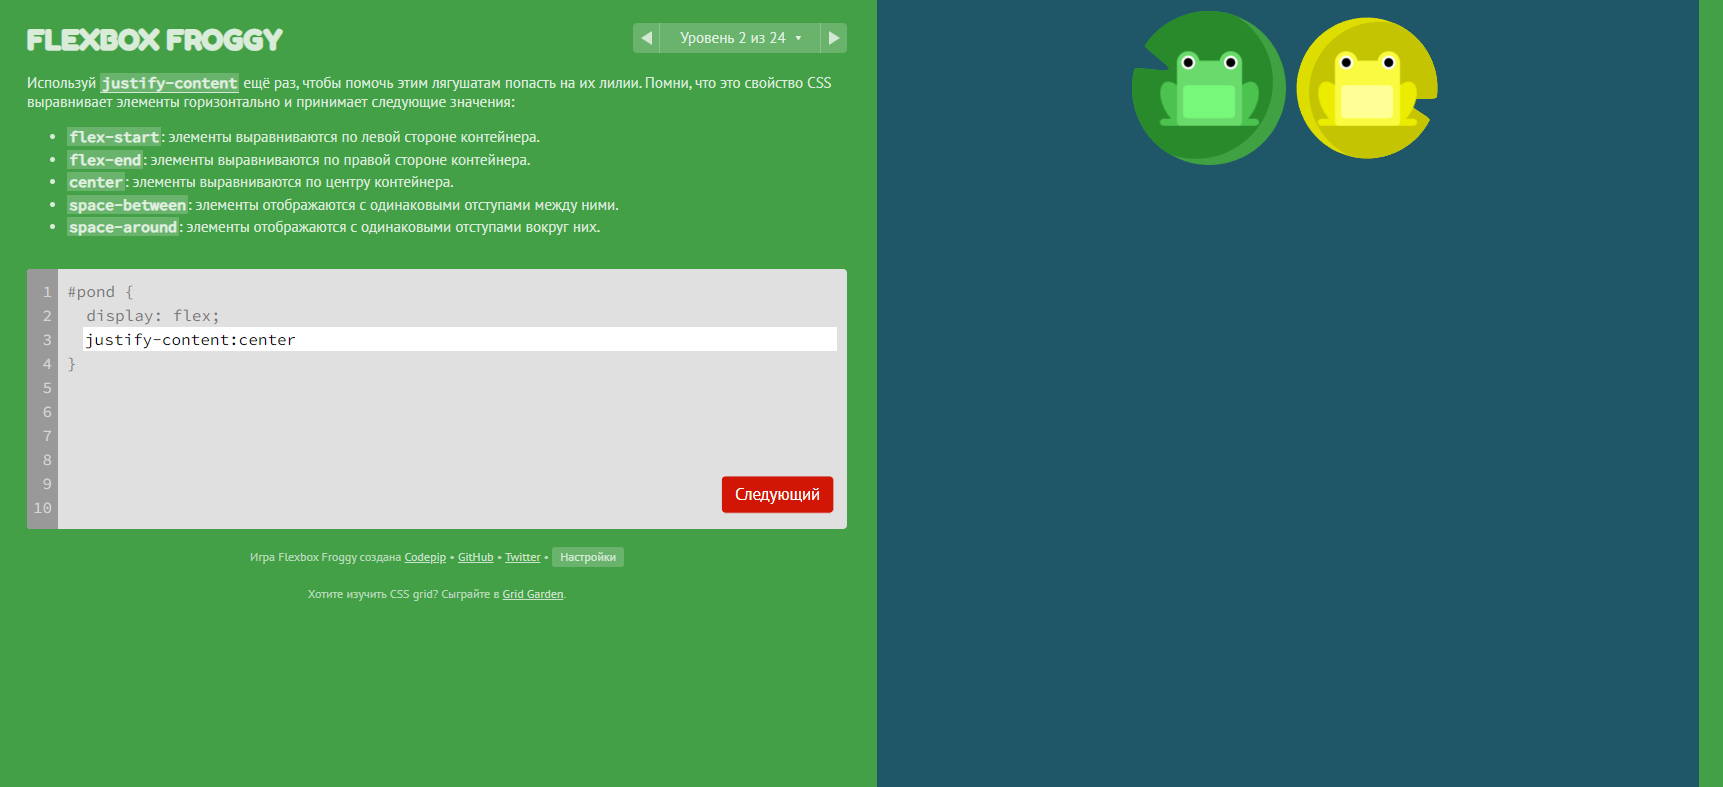 FLEXBOX FROGGY
Уровень 2 из 24
Используй justify-content ещё раз, чтобы помочь этим лягушатам попасть на их лилии. Помни, что это свойство CSS
выравнивает элементы горизонтально и принимает следующие значения:
flex-start: элементы выравниваются по левой стороне контейнера.
flex-end: элементы выравниваются по правой стороне контейнера.
center: элементы выравниваются по центру контейнера.
space-between: элементы отображаются с одинаковыми отступами между ними.
space-around: элементы отображаются с одинаковыми отступами вокруг них.
1 #pond {
2 display: flex;
3 justify-content:center
4 }
5
6
7
8
9
10
Следующий
Игра Flexbox Froggy создана Codepip • GitHub • Twitter • Настройки
Хотите изучить CSS grid? Сыграйте в Grid Garden.